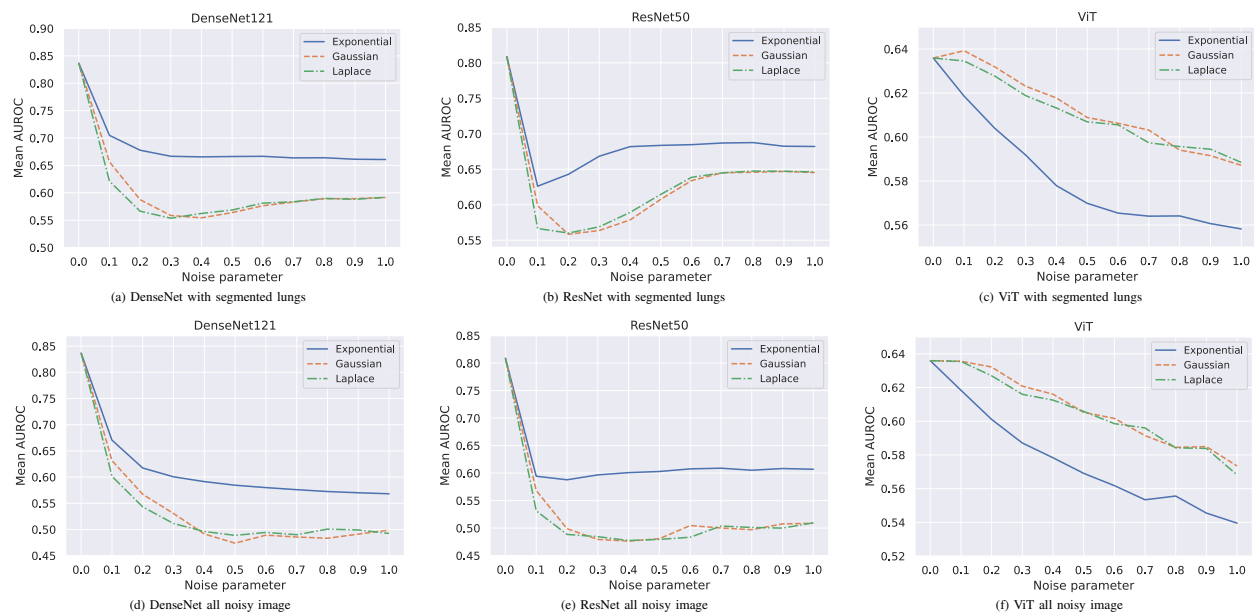 DenseNet121
Mean AUROC
0.90
0.85
0.80
0.75
0.70
0.65
0.60
0.55
0.50
Exponential
Gaussian
Laplace
0.0 0.1 0.2 0.3 0.4 0.5 0.6 0.7 0.8 0.9 1.0
Noise parameter
(a) DenseNet with segmented lungs
ResNet50
Mean AUROC
0.85
0.80
0.75
0.70
0.65
0.60
0.55
Exponential
Gaussian
Laplace
0.0 0.1 0.2 0.3 0.4 0.5 0.6 0.7 0.8 0.9 1.0
Noise parameter
(b) ResNet with segmented lungs
ViT
Mean AUROC
0.64
0.62
0.60
0.58
0.56
Exponential
Gaussian
Laplace
0.0 0.1 0.2 0.3 0.4 0.5 0.6 0.7 0.8 0.9 1.0
Noise parameter
(c) ViT with segmented lungs
DenseNet121
Mean AUROC
0.85
0.80
0.75
0.70
0.65
0.60
0.55
0.50
0.45
Exponential
Gaussian
Laplace
0.0 0.1 0.2 0.3 0.4 0.5 0.6 0.7 0.8 0.9 1.0
Noise parameter
(d) DenseNet all noisy image
ResNet50
Mean AUROC
0.85
0.80
0.75
0.70
0.65
0.60
0.55
0.50
0.45
Exponential
Gaussian
Laplace
0.0 0.1 0.2 0.3 0.4 0.5 0.6 0.7 0.8 0.9 1.0
Noise parameter
(e) ResNet all noisy image
ViT
Mean AUROC
0.64
0.62
0.60
0.58
0.56
0.54
0.52
Exponential
Gaussian
Laplace
0.0 0.1 0.2 0.3 0.4 0.5 0.6 0.7 0.8 0.9 1.0
Noise parameter
(f) ViT all noisy image